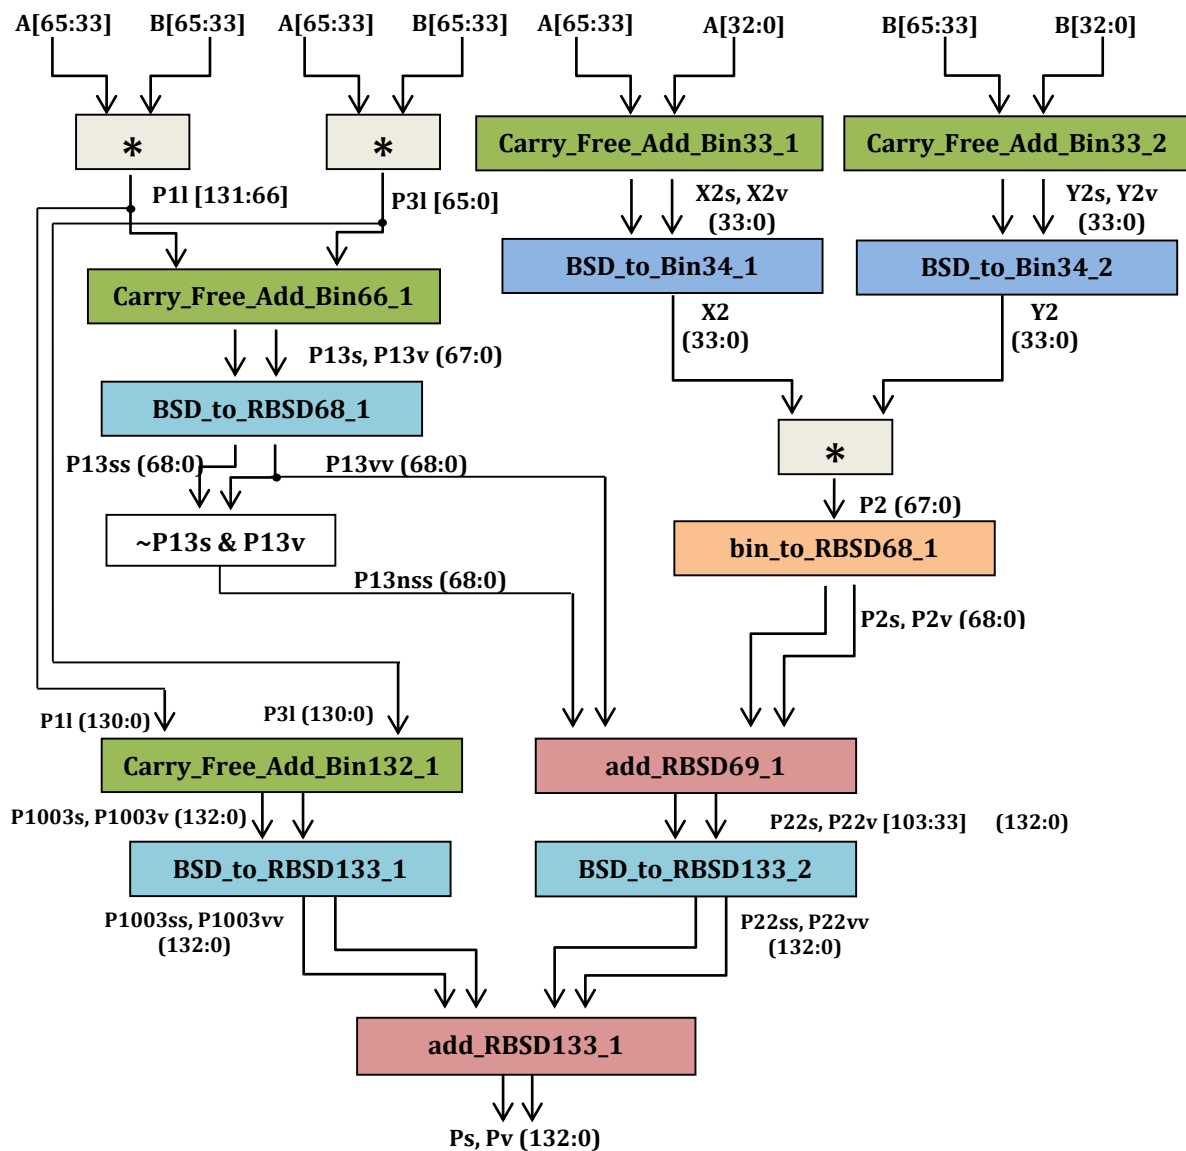 A[65:33] B[65:33] A[65:33] B[65:33] A[65:33] A[32:0] B[65:33] B[32:0]
* * Carry_Free_Add_Bin33_1 Carry_Free_Add_Bin33_2
P1l [131:66] P3l [65:0] X2s, X2v Y2s, Y2v
(33:0) (33:0)
BSD_to_Bin34_1 BSD_to_Bin34_2
Carry_Free_Add_Bin66_1
X2 Y2
(33:0) (33:0)
P13s, P13v (67:0)
BSD_to_RBSD68_1
*
P13ss (68:0) P13vv (68:0)
P2 (67:0)
~P13s & P13v bin_to_RBSD68_1
P13nss (68:0)
P2s, P2v (68:0)
P1l (130:0) P3l (130:0)
Carry_Free_Add_Bin132_1 add_RBSD69_1
P1003s, P1003v (132:0) P22s, P22v [103:33] (132:0)
BSD_to_RBSD133_1 BSD_to_RBSD133_2
P1003ss, P1003vv P22ss, P22vv
(132:0) (132:0)
add_RBSD133_1
Ps, Pv (132:0)